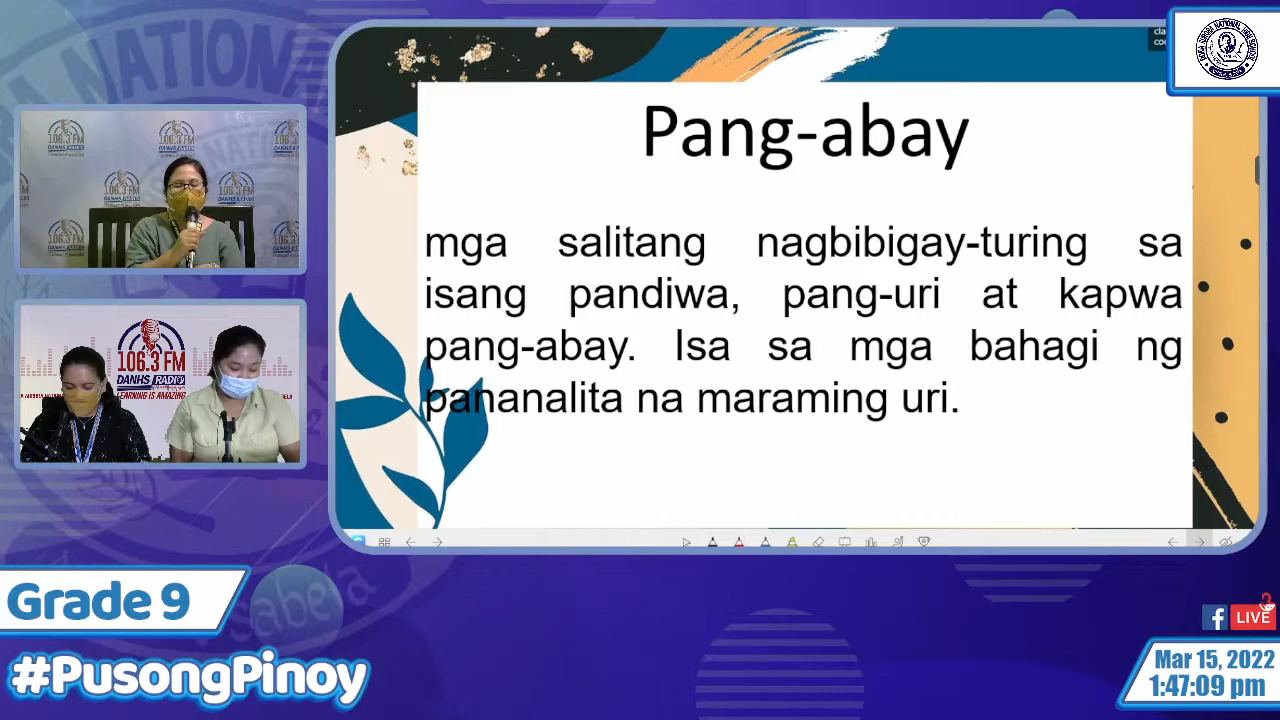 Pang-abay
mga salitang nagbibigay-turing sa
isang pandiwa, pang-uri at kapwa
pang-abay. Isa sa mga bahagi ng
pananalita na maraming uri.
106.3 FM
DANHS RADIO
LEARNING IS AMAZING
Grade 9
#PusongPinoy
LIVE
Mar 15, 2022
1:47:09 pm